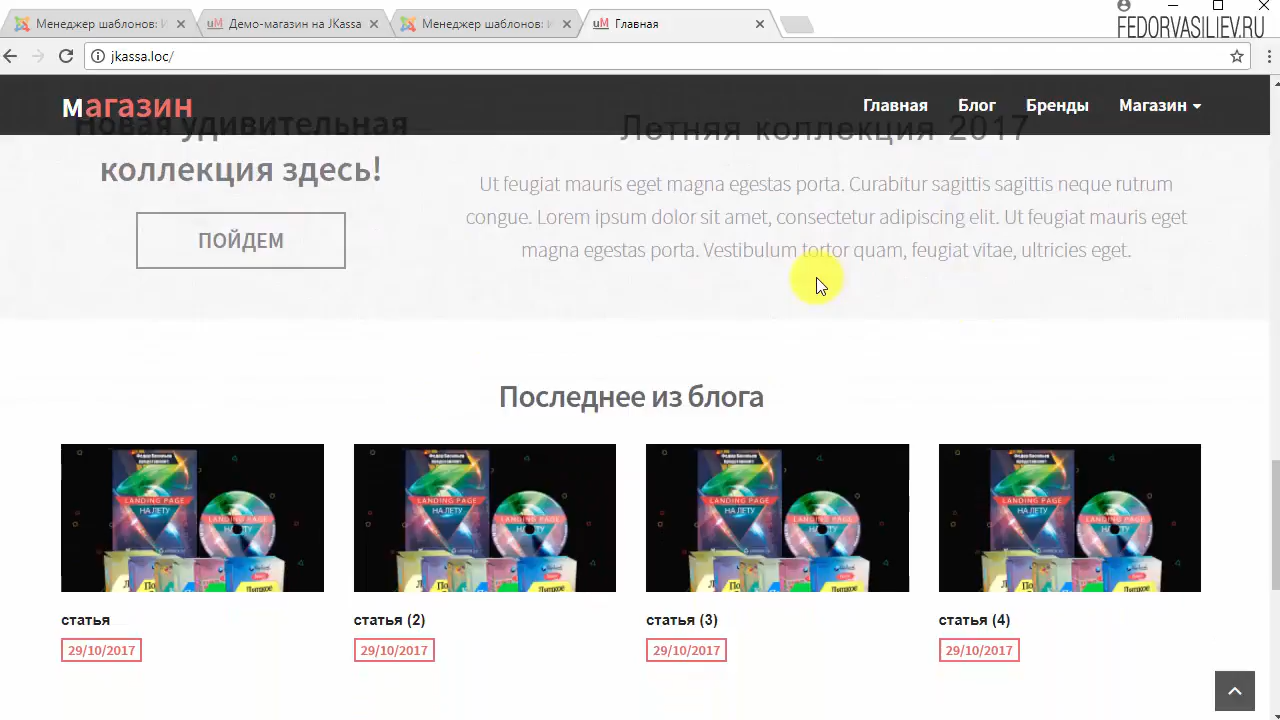 Менеджер шаблонов: И
Демо-магазин на JKassa
Менеджер шаблонов: И
uM Главная
FEDORVASILIEV.RU
jkassa.loc/
магазин
Главная
Блог
Бренды
Магазин
Новая удивительная
коллекция здесь!
ПОЙДЕМ
Летняя коллекция 2017
Ut feugiat mauris eget magna egestas porta. Curabitur sagittis sagittis neque rutrum
congue. Lorem ipsum dolor sit amet, consectetur adipiscing elit. Ut feugiat mauris eget
magna egestas porta. Vestibulum tortor quam, feugiat vitae, ultricies eget.
Последнее из блога
LANDING PAGE
НА ЛЕТУ
LANDING PAGE
НА ЛЕТУ
LANDING PAGE
НА ЛЕТУ
LANDING PAGE
НА ЛЕТУ
статья
статья (2)
статья (3)
статья (4)
29/10/2017
29/10/2017
29/10/2017
29/10/2017